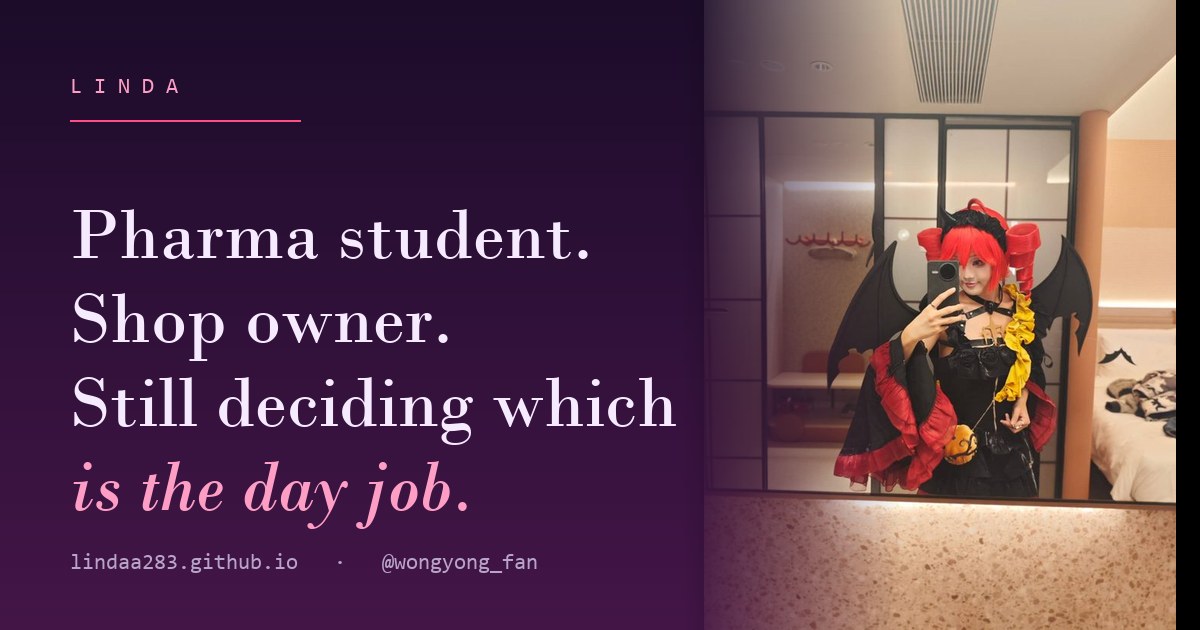 LINDA
Pharma student.
Shop owner.
Still deciding which
is the day job.
lindaa283.github.io · @wongyong_fan